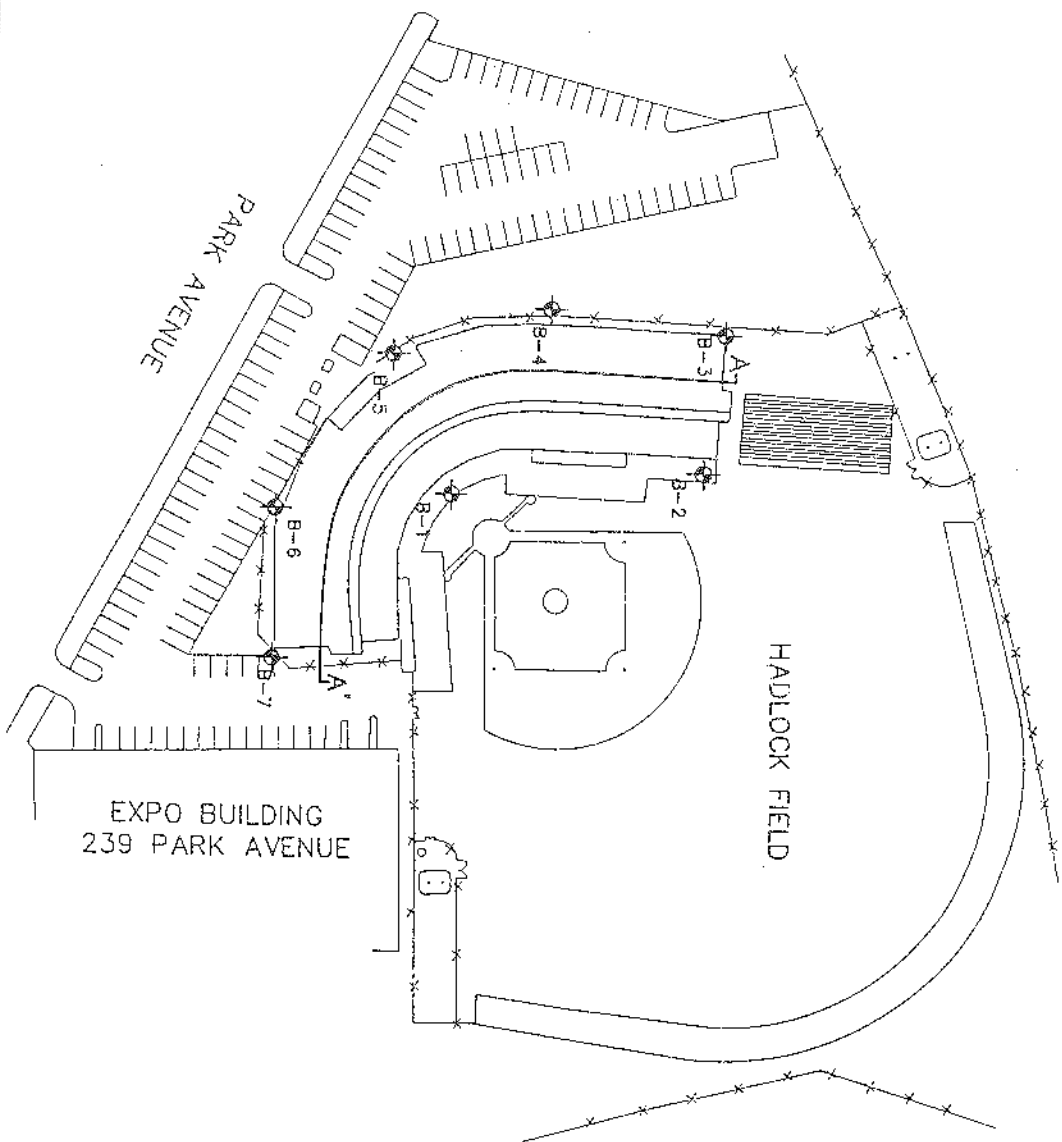 PARK AVENUE
B-4
B-3
A
B-5
B-2
B-1
B-6
HADLOCK FIELD
B-7
A'
EXPO BUILDING
239 PARK AVENUE